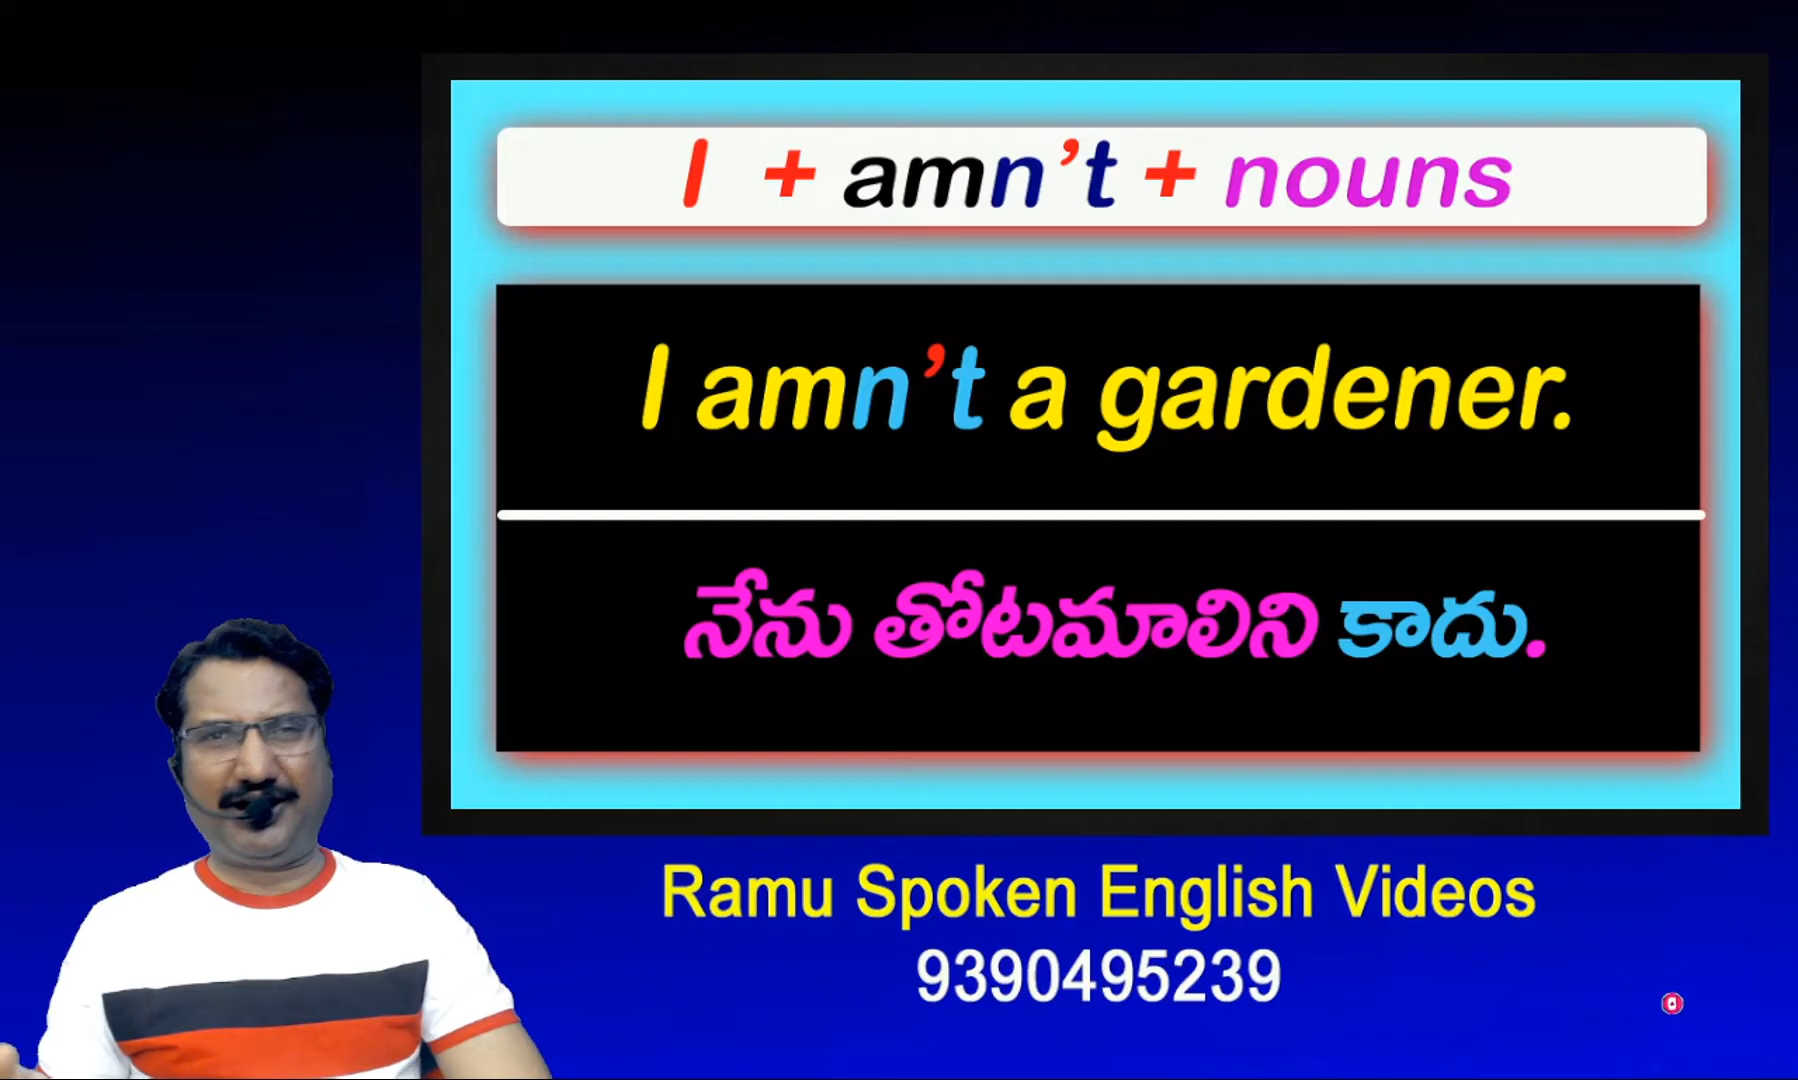 I + amn’t + nouns
I amn’t a gardener.
నేను తోటమాలిని కాదు.
Ramu Spoken English Videos
9390495239